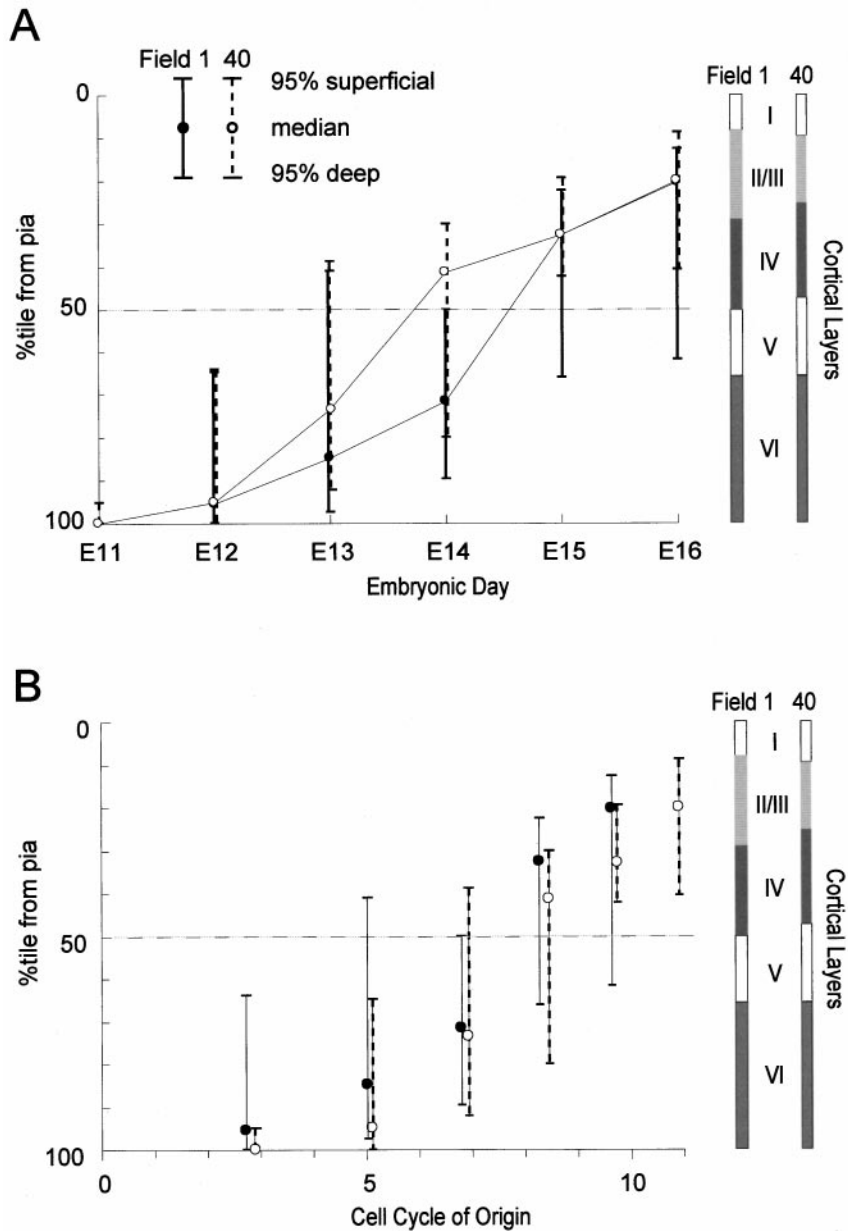 A
Field 1 40
95% superficial
median
95% deep
0
50
100
%tile from pia
E11 E12 E13 E14 E15 E16
Embryonic Day
Field 1 40
I
II/III
IV
V
VI
Cortical Layers
B
0
50
100
%tile from pia
0 5 10
Cell Cycle of Origin
Field 1 40
I
II/III
IV
V
VI
Cortical Layers